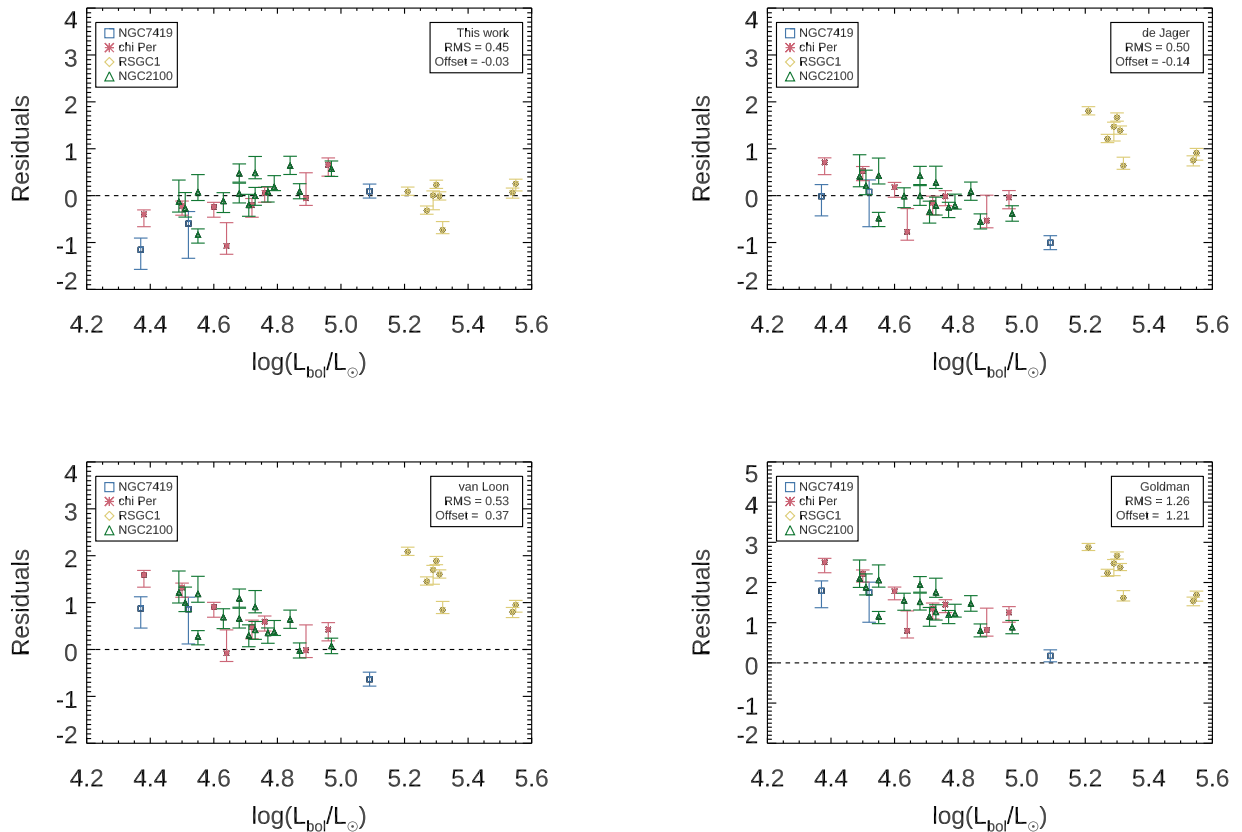 NGC7419
chi Per
RSGC1
NGC2100
This work
RMS = 0.45
Offset = -0.03
4
3
2
1
0
-1
-2
Residuals
4.2 4.4 4.6 4.8 5.0 5.2 5.4 5.6
log(L_bol/L_☉)
NGC7419
chi Per
RSGC1
NGC2100
de Jager
RMS = 0.50
Offset = -0.14
4
3
2
1
0
-1
-2
Residuals
4.2 4.4 4.6 4.8 5.0 5.2 5.4 5.6
log(L_bol/L_☉)
NGC7419
chi Per
RSGC1
NGC2100
van Loon
RMS = 0.53
Offset = 0.37
4
3
2
1
0
-1
-2
Residuals
4.2 4.4 4.6 4.8 5.0 5.2 5.4 5.6
log(L_bol/L_☉)
NGC7419
chi Per
RSGC1
NGC2100
Goldman
RMS = 1.26
Offset = 1.21
5
4
3
2
1
0
-1
-2
Residuals
4.2 4.4 4.6 4.8 5.0 5.2 5.4 5.6
log(L_bol/L_☉)